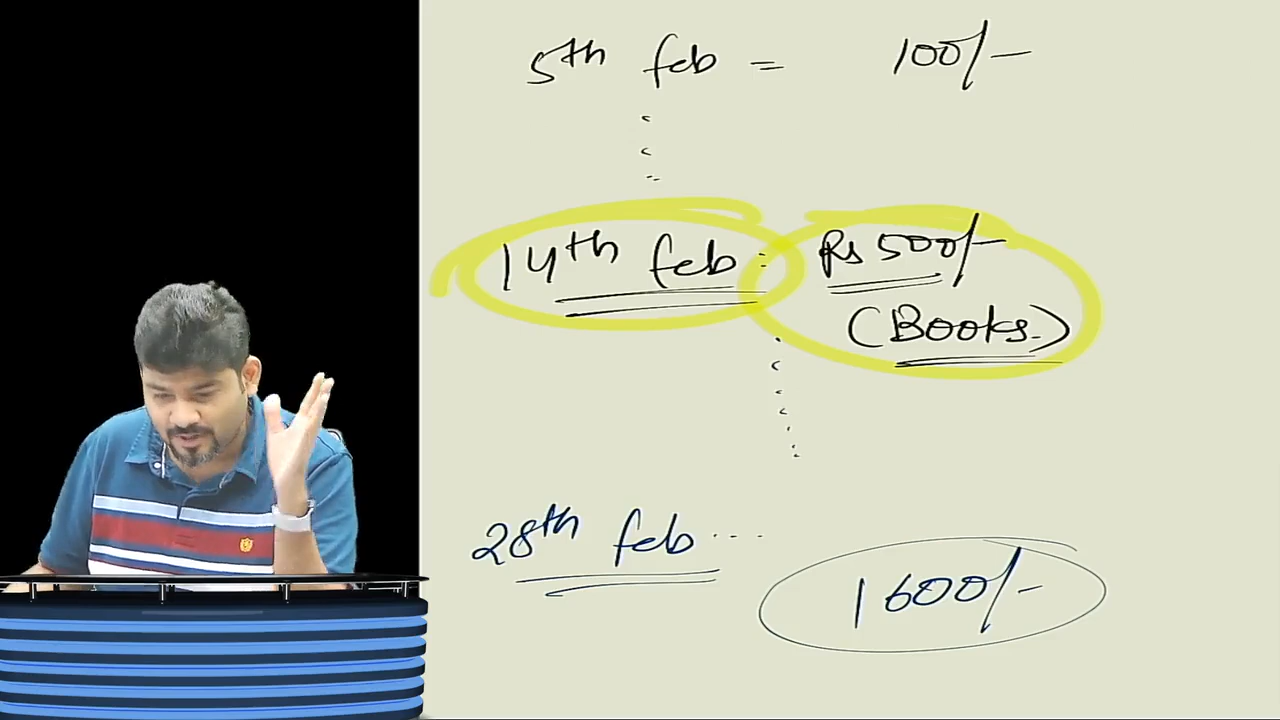 5th feb = 100/-
14th feb : Rs 500/-
(Books.)
28th feb ...
1600/-